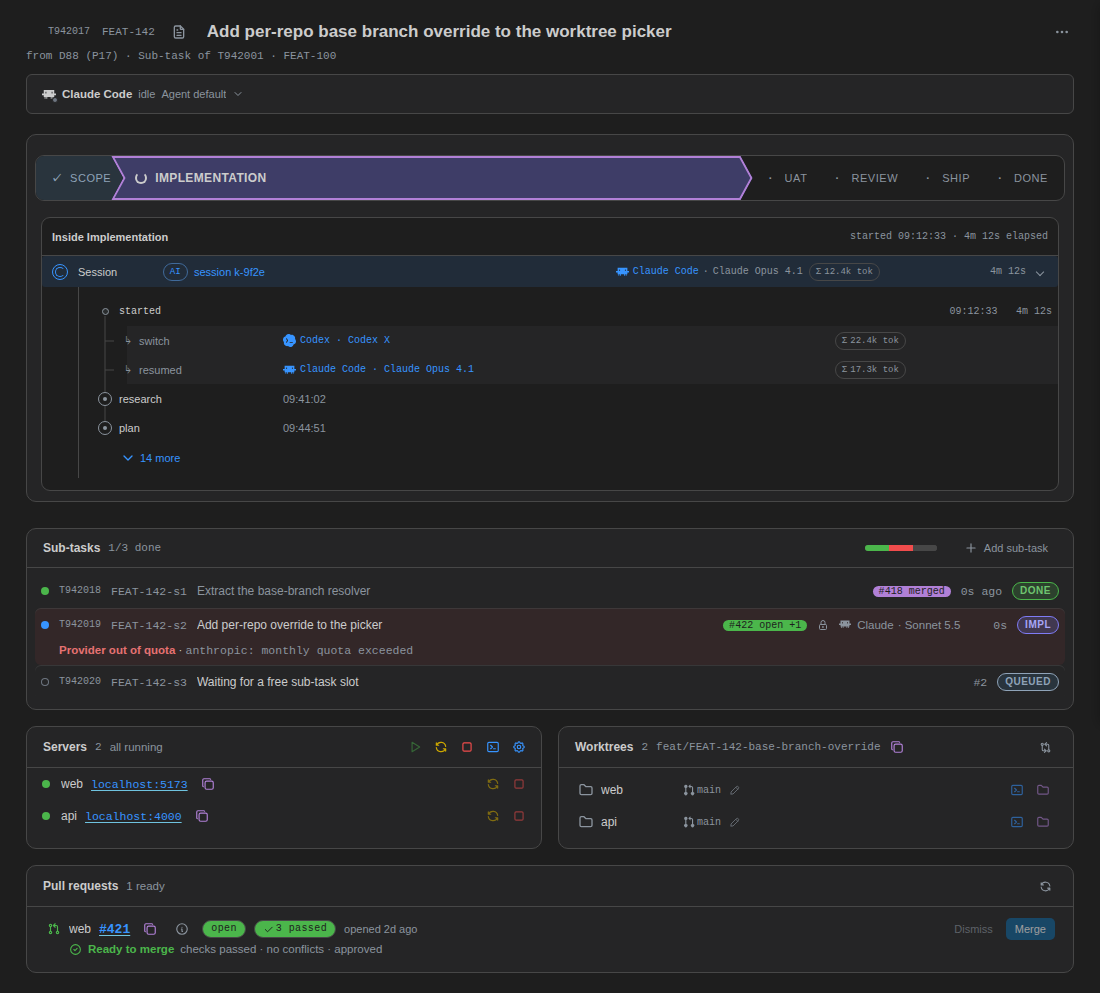 T942017 FEAT-142 Add per-repo base branch override to the worktree picker
from D88 (P17) · Sub-task of T942001 · FEAT-100
Claude Code idle Agent default
SCOPE IMPLEMENTATION · UAT · REVIEW · SHIP · DONE
Inside Implementation started 09:12:33 · 4m 12s elapsed
Session AI session k-9f2e Claude Code · Claude Opus 4.1 Σ 12.4k tok 4m 12s
started 09:12:33 4m 12s
↳ switch Codex · Codex X Σ 22.4k tok
↳ resumed Claude Code · Claude Opus 4.1 Σ 17.3k tok
research 09:41:02
plan 09:44:51
14 more
Sub-tasks 1/3 done Add sub-task
T942018 FEAT-142-s1 Extract the base-branch resolver #418 merged 0s ago DONE
T942019 FEAT-142-s2 Add per-repo override to the picker #422 open +1 Claude · Sonnet 5.5 0s IMPL
Provider out of quota · anthropic: monthly quota exceeded
T942020 FEAT-142-s3 Waiting for a free sub-task slot #2 QUEUED
Servers 2 all running
web localhost:5173
api localhost:4000
Worktrees 2 feat/FEAT-142-base-branch-override
web main
api main
Pull requests 1 ready
web #421 open 3 passed opened 2d ago Dismiss Merge
Ready to merge checks passed · no conflicts · approved